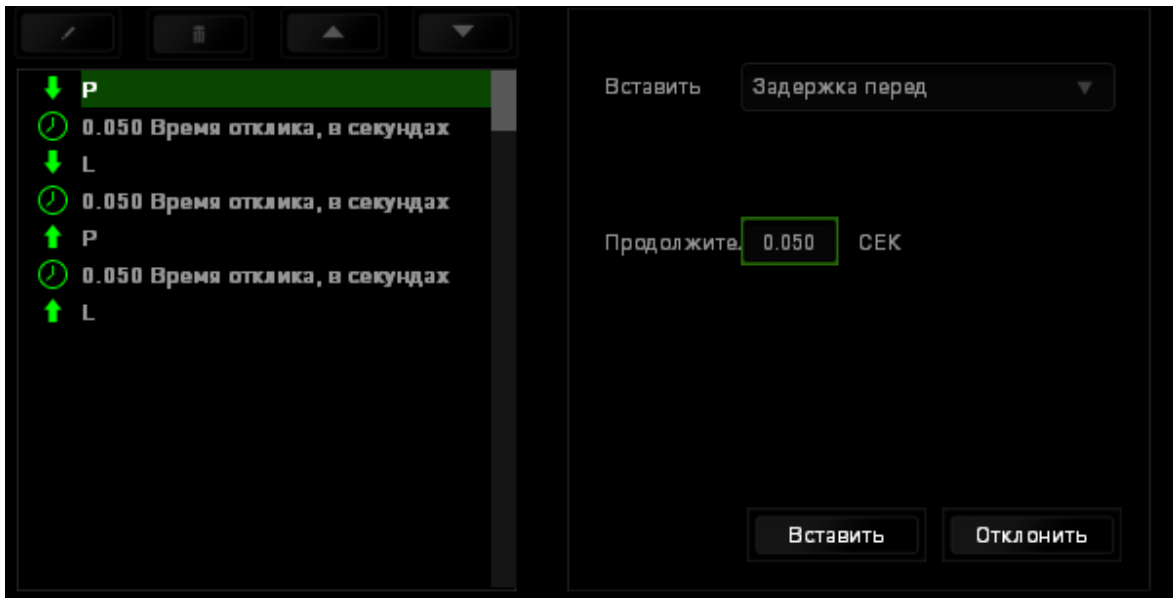 P
0.050 Время отклика, в секундах
L
0.050 Время отклика, в секундах
P
0.050 Время отклика, в секундах
L
Вставить Задержка перед
Продолжите. 0.050 СЕК
Вставить Отклонить